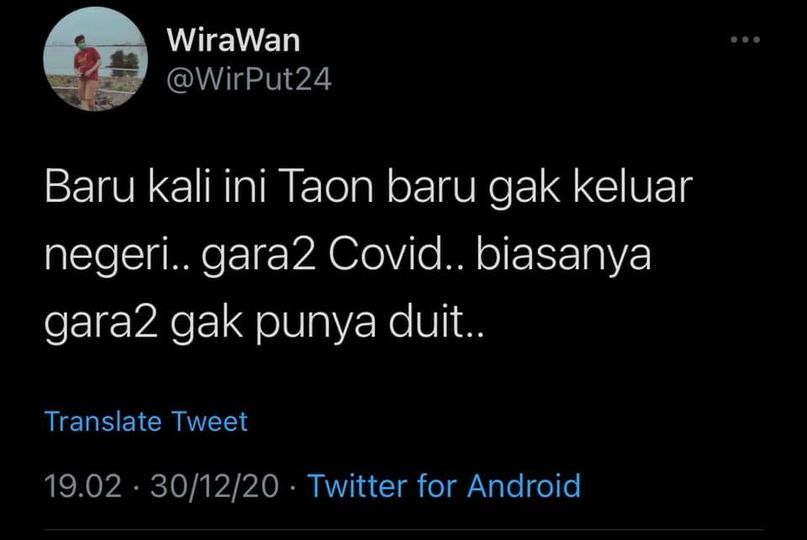 WiraWan
@WirPut24
Baru kali ini Taon baru gak keluar
negeri.. gara2 Covid.. biasanya
gara2 gak punya duit..
Translate Tweet
19.02 · 30/12/20 · Twitter for Android